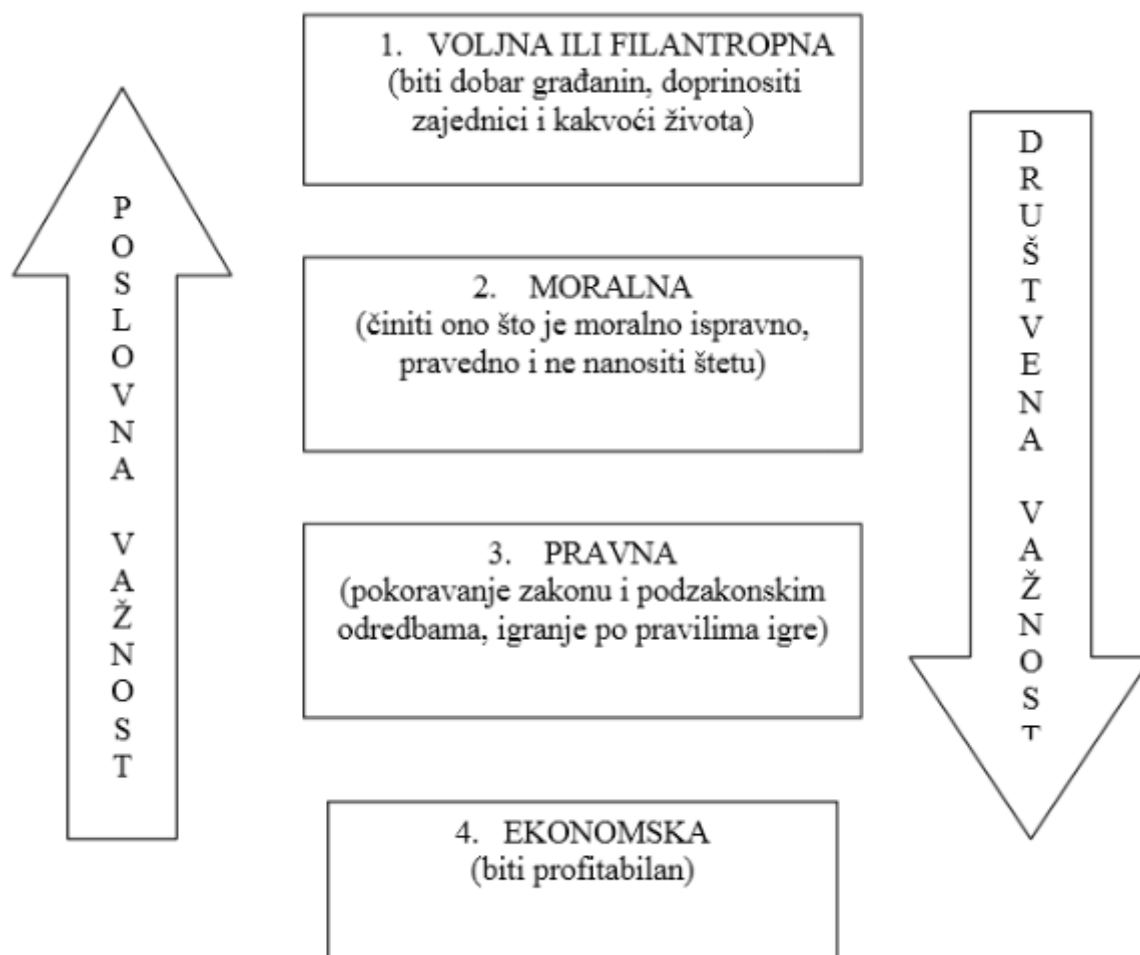 1. VOLJNA ILI FILANTROPNA
(biti dobar građanin, doprinositi
zajednici i kakvoći života)
POSLOVNA VAŽNOST
DRUŠTVENA VAŽNOST
2. MORALNA
(činiti ono što je moralno ispravno,
pravedno i ne nanositi štetu)
3. PRAVNA
(pokoravanje zakonu i podzakonskim
odredbama, igranje po pravilima igre)
4. EKONOMSKA
(biti profitabilan)